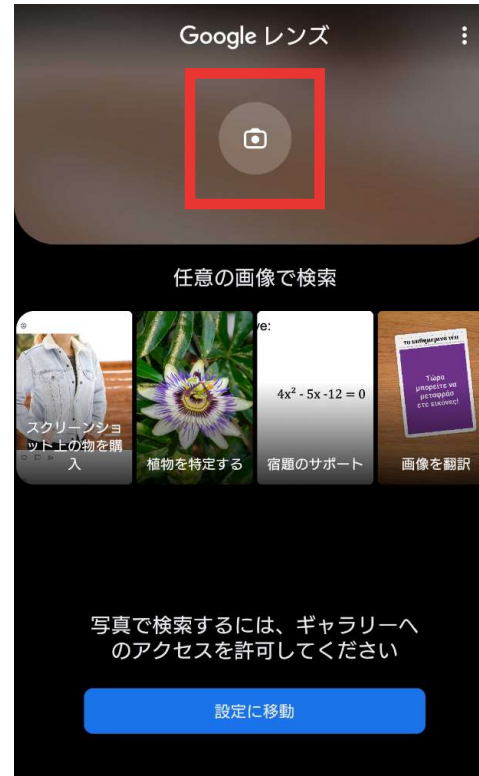 Google レンズ
任意の画像で検索
スクリーンショ
ット上の物を購
入
植物を特定する
ve:
4x² - 5x -12 = 0
宿題のサポート
Τώρα
μπορείτε να
μεταφράσ
ετε εικόνες!
画像を翻訳
写真で検索するには、ギャラリーへ
のアクセスを許可してください
設定に移動